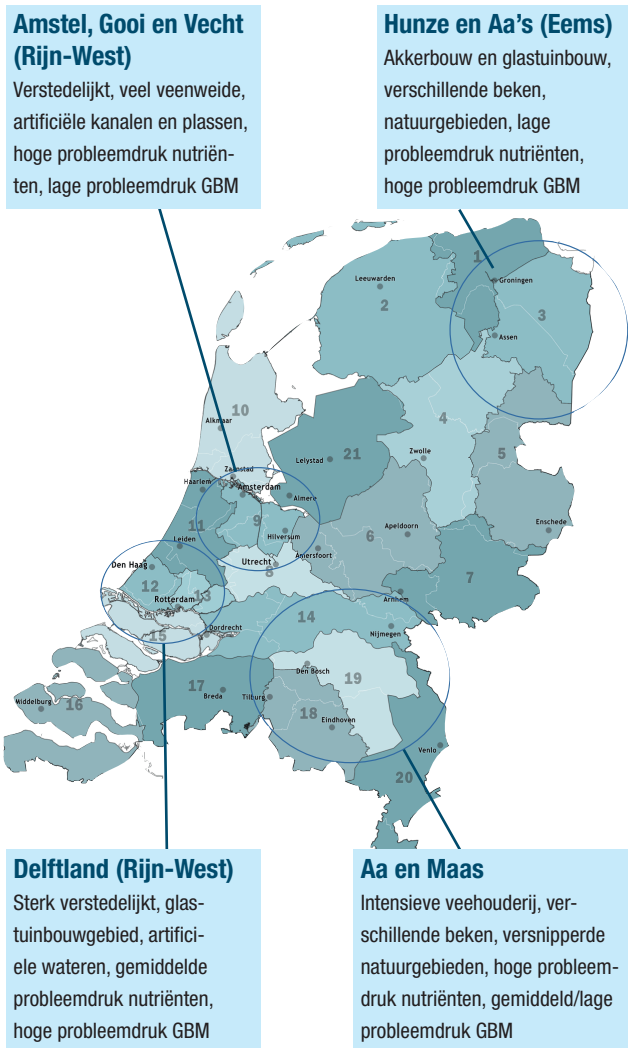 Amstel, Gooi en Vecht
(Rijn-West)
Verstedelijkt, veel veenweide,
artificiële kanalen en plassen,
hoge probleemdruk nutriën-
ten, lage probleemdruk GBM
Hunze en Aa's (Eems)
Akkerbouw en glastuinbouw,
verschillende beken,
natuurgebieden, lage
probleemdruk nutriënten,
hoge probleemdruk GBM
1
Groningen
Leeuwarden
2
3
Assen
10
4
Alkmaar
5
Zwolle
21
Lelystad
Zaanstad
Haarlem
Amsterdam
Almere
11
9
Enschede
Apeldoorn
6
Hilversum
Leiden
Amersfoort
Utrecht
8
Den Haag
7
12
13
Arnhem
Rotterdam
14
Nijmegen
Dordrecht
15
Den Bosch
19
17
Breda
Tilburg
16
Middelburg
18
Eindhoven
Venlo
20
Delftland (Rijn-West)
Sterk verstedelijkt, glas-
tuinbouwgebied, artifici-
ele wateren, gemiddelde
probleemdruk nutriënten,
hoge probleemdruk GBM
Aa en Maas
Intensieve veehouderij, ver-
schillende beken, versnipperde
natuurgebieden, hoge probleem-
druk nutriënten, gemiddeld/lage
probleemdruk GBM